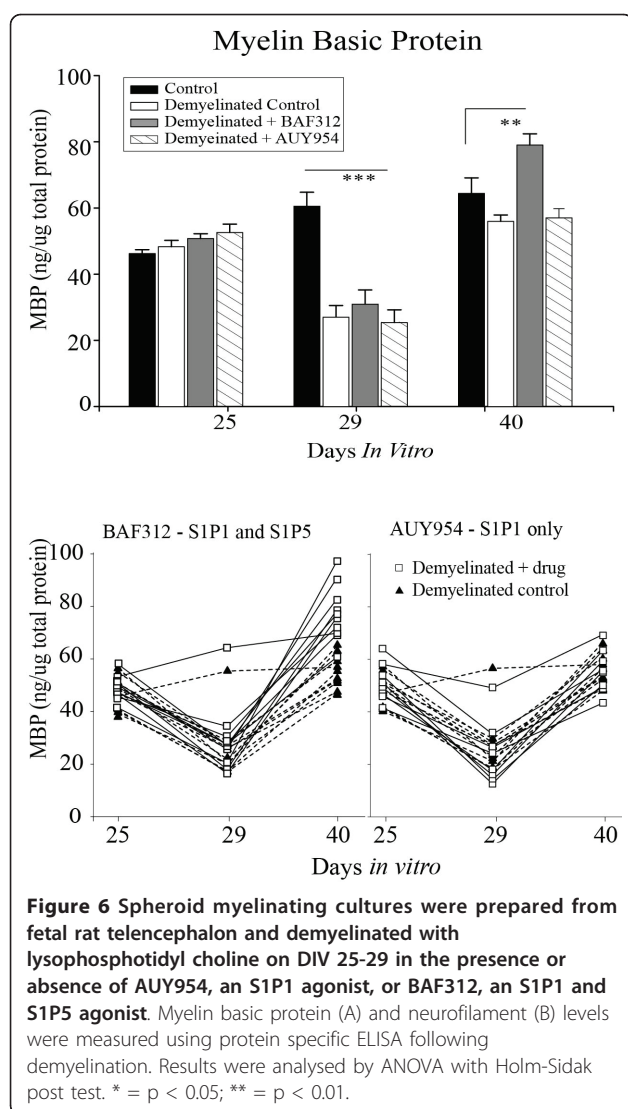 Myelin Basic Protein
100
80
60
40
20
0
MBP (ng/ug total protein)
Control
Demyelinated Control
Demyelinated + BAF312
Demyeinated + AUY954
***
**
25
29
40
Days In Vitro
BAF312 - S1P1 and S1P5
AUY954 - S1P1 only
100
80
60
40
20
0
MBP (ng/ug total protein)
Demyelinated + drug
Demyelinated control
25
29
40
25
29
40
Days in vitro
Figure 6 Spheroid myelinating cultures were prepared from
fetal rat telencephalon and demyelinated with
lysophosphotidyl choline on DIV 25-29 in the presence or
absence of AUY954, an S1P1 agonist, or BAF312, an S1P1 and
S1P5 agonist. Myelin basic protein (A) and neurofilament (B) levels
were measured using protein specific ELISA following
demyelination. Results were analysed by ANOVA with Holm-Sidak
post test. * = p < 0.05; ** = p < 0.01.